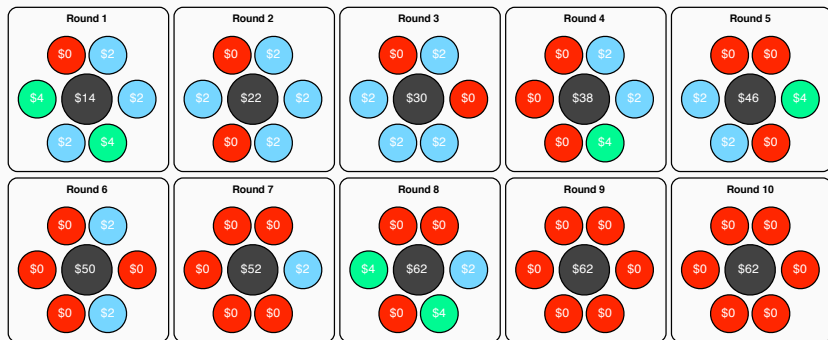 Round 1 Round 2 Round 3 Round 4 Round 5
$0 $2 $0 $2 $0 $2 $0 $2 $0 $0
$4 $14 $2 $2 $22 $2 $2 $30 $0 $0 $38 $2 $2 $46 $4
$2 $4 $0 $2 $2 $2 $0 $4 $2 $0
Round 6 Round 7 Round 8 Round 9 Round 10
$0 $2 $0 $0 $0 $0 $0 $0 $0 $0
$0 $50 $0 $0 $52 $2 $4 $62 $2 $0 $62 $0 $0 $62 $0
$0 $2 $0 $0 $0 $4 $0 $0 $0 $0